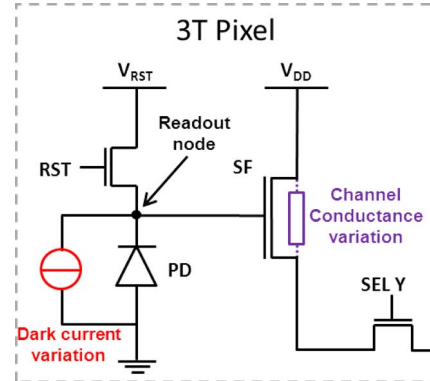 3T Pixel
V_RST
V_DD
Readout
node
RST
SF
Channel
Conductance
variation
PD
SEL Y
Dark current
variation